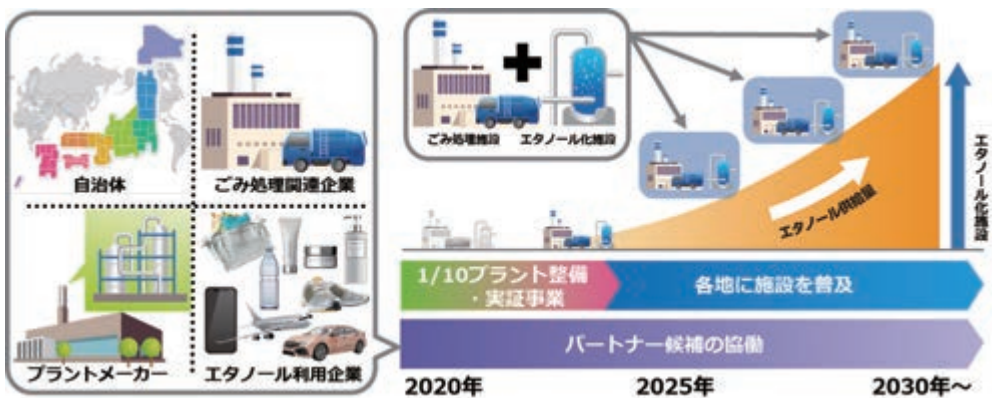 自治体
ごみ処理関連企業
プラントメーカー
エタノール利用企業
ごみ処理施設
エタノール化施設
エタノール供給量
エタノール化施設
1/10プラント整備
・実証事業
各地に施設を普及
パートナー候補の協働
2020年
2025年
2030年～